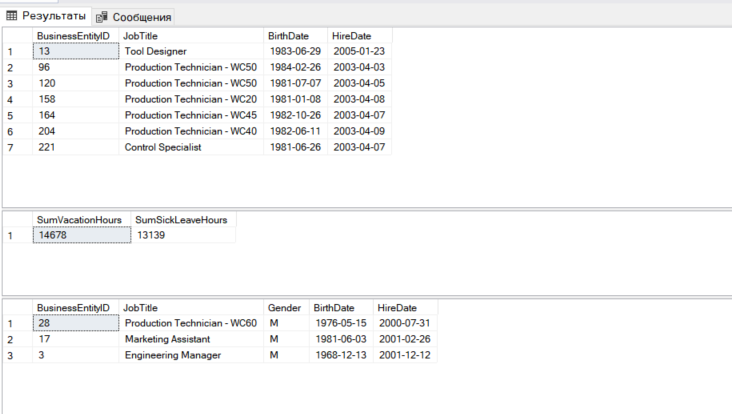 Результаты Сообщения
BusinessEntityID JobTitle BirthDate HireDate
1 13 Tool Designer 1983-06-29 2005-01-23
2 96 Production Technician - WC50 1984-02-26 2003-04-03
3 120 Production Technician - WC50 1981-07-07 2003-04-05
4 158 Production Technician - WC20 1981-01-08 2003-04-08
5 164 Production Technician - WC45 1982-10-26 2003-04-07
6 204 Production Technician - WC40 1982-06-11 2003-04-09
7 221 Control Specialist 1981-06-26 2003-04-07
SumVacationHours SumSickLeaveHours
1 14678 13139
BusinessEntityID JobTitle Gender BirthDate HireDate
1 28 Production Technician - WC60 M 1976-05-15 2000-07-31
2 17 Marketing Assistant M 1981-06-03 2001-02-26
3 3 Engineering Manager M 1968-12-13 2001-12-12